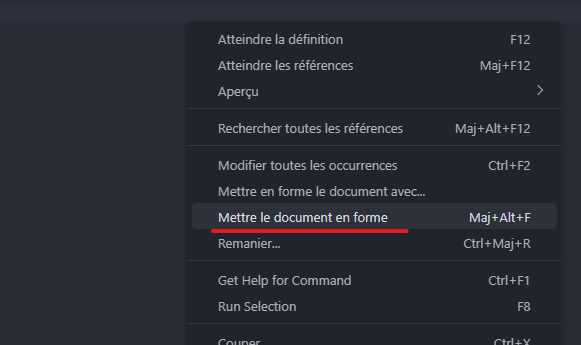 Atteindre la définition F12
Atteindre les références Maj+F12
Aperçu
Rechercher toutes les références Maj+Alt+F12
Modifier toutes les occurrences Ctrl+F2
Mettre en forme le document avec...
Mettre le document en forme Maj+Alt+F
Remanier... Ctrl+Maj+R
Get Help for Command Ctrl+F1
Run Selection F8
Couper Ctrl+X